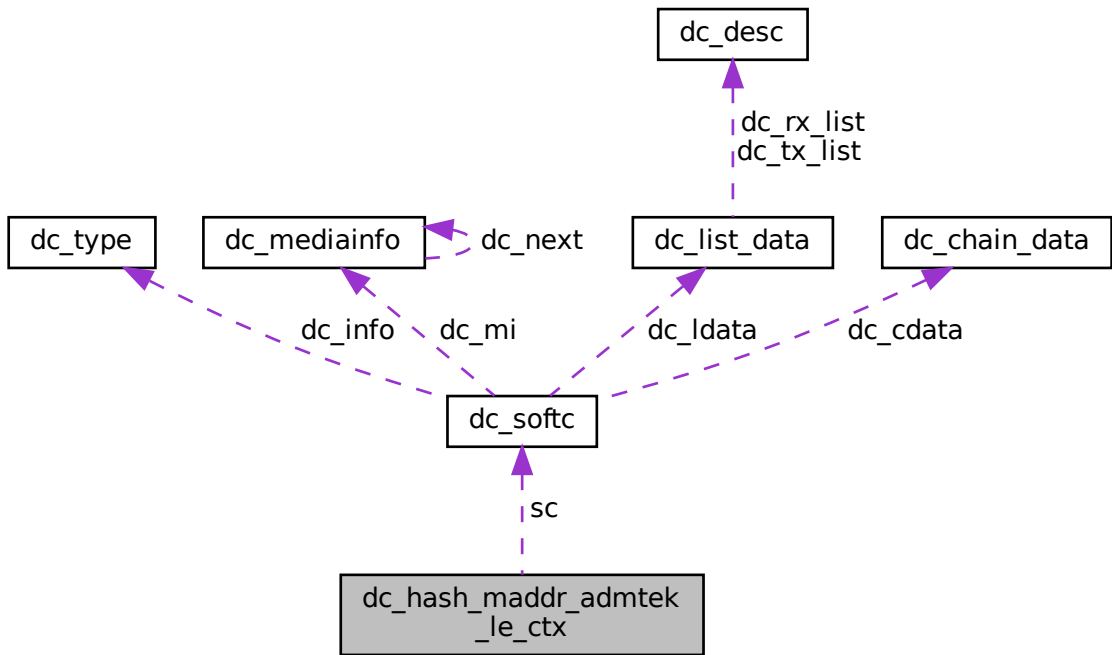 dc_desc
dc_rx_list
dc_tx_list
dc_type
dc_mediainfo
dc_next
dc_list_data
dc_chain_data
dc_info
dc_mi
dc_ldata
dc_cdata
dc_softc
sc
dc_hash_maddr_admtek
_le_ctx